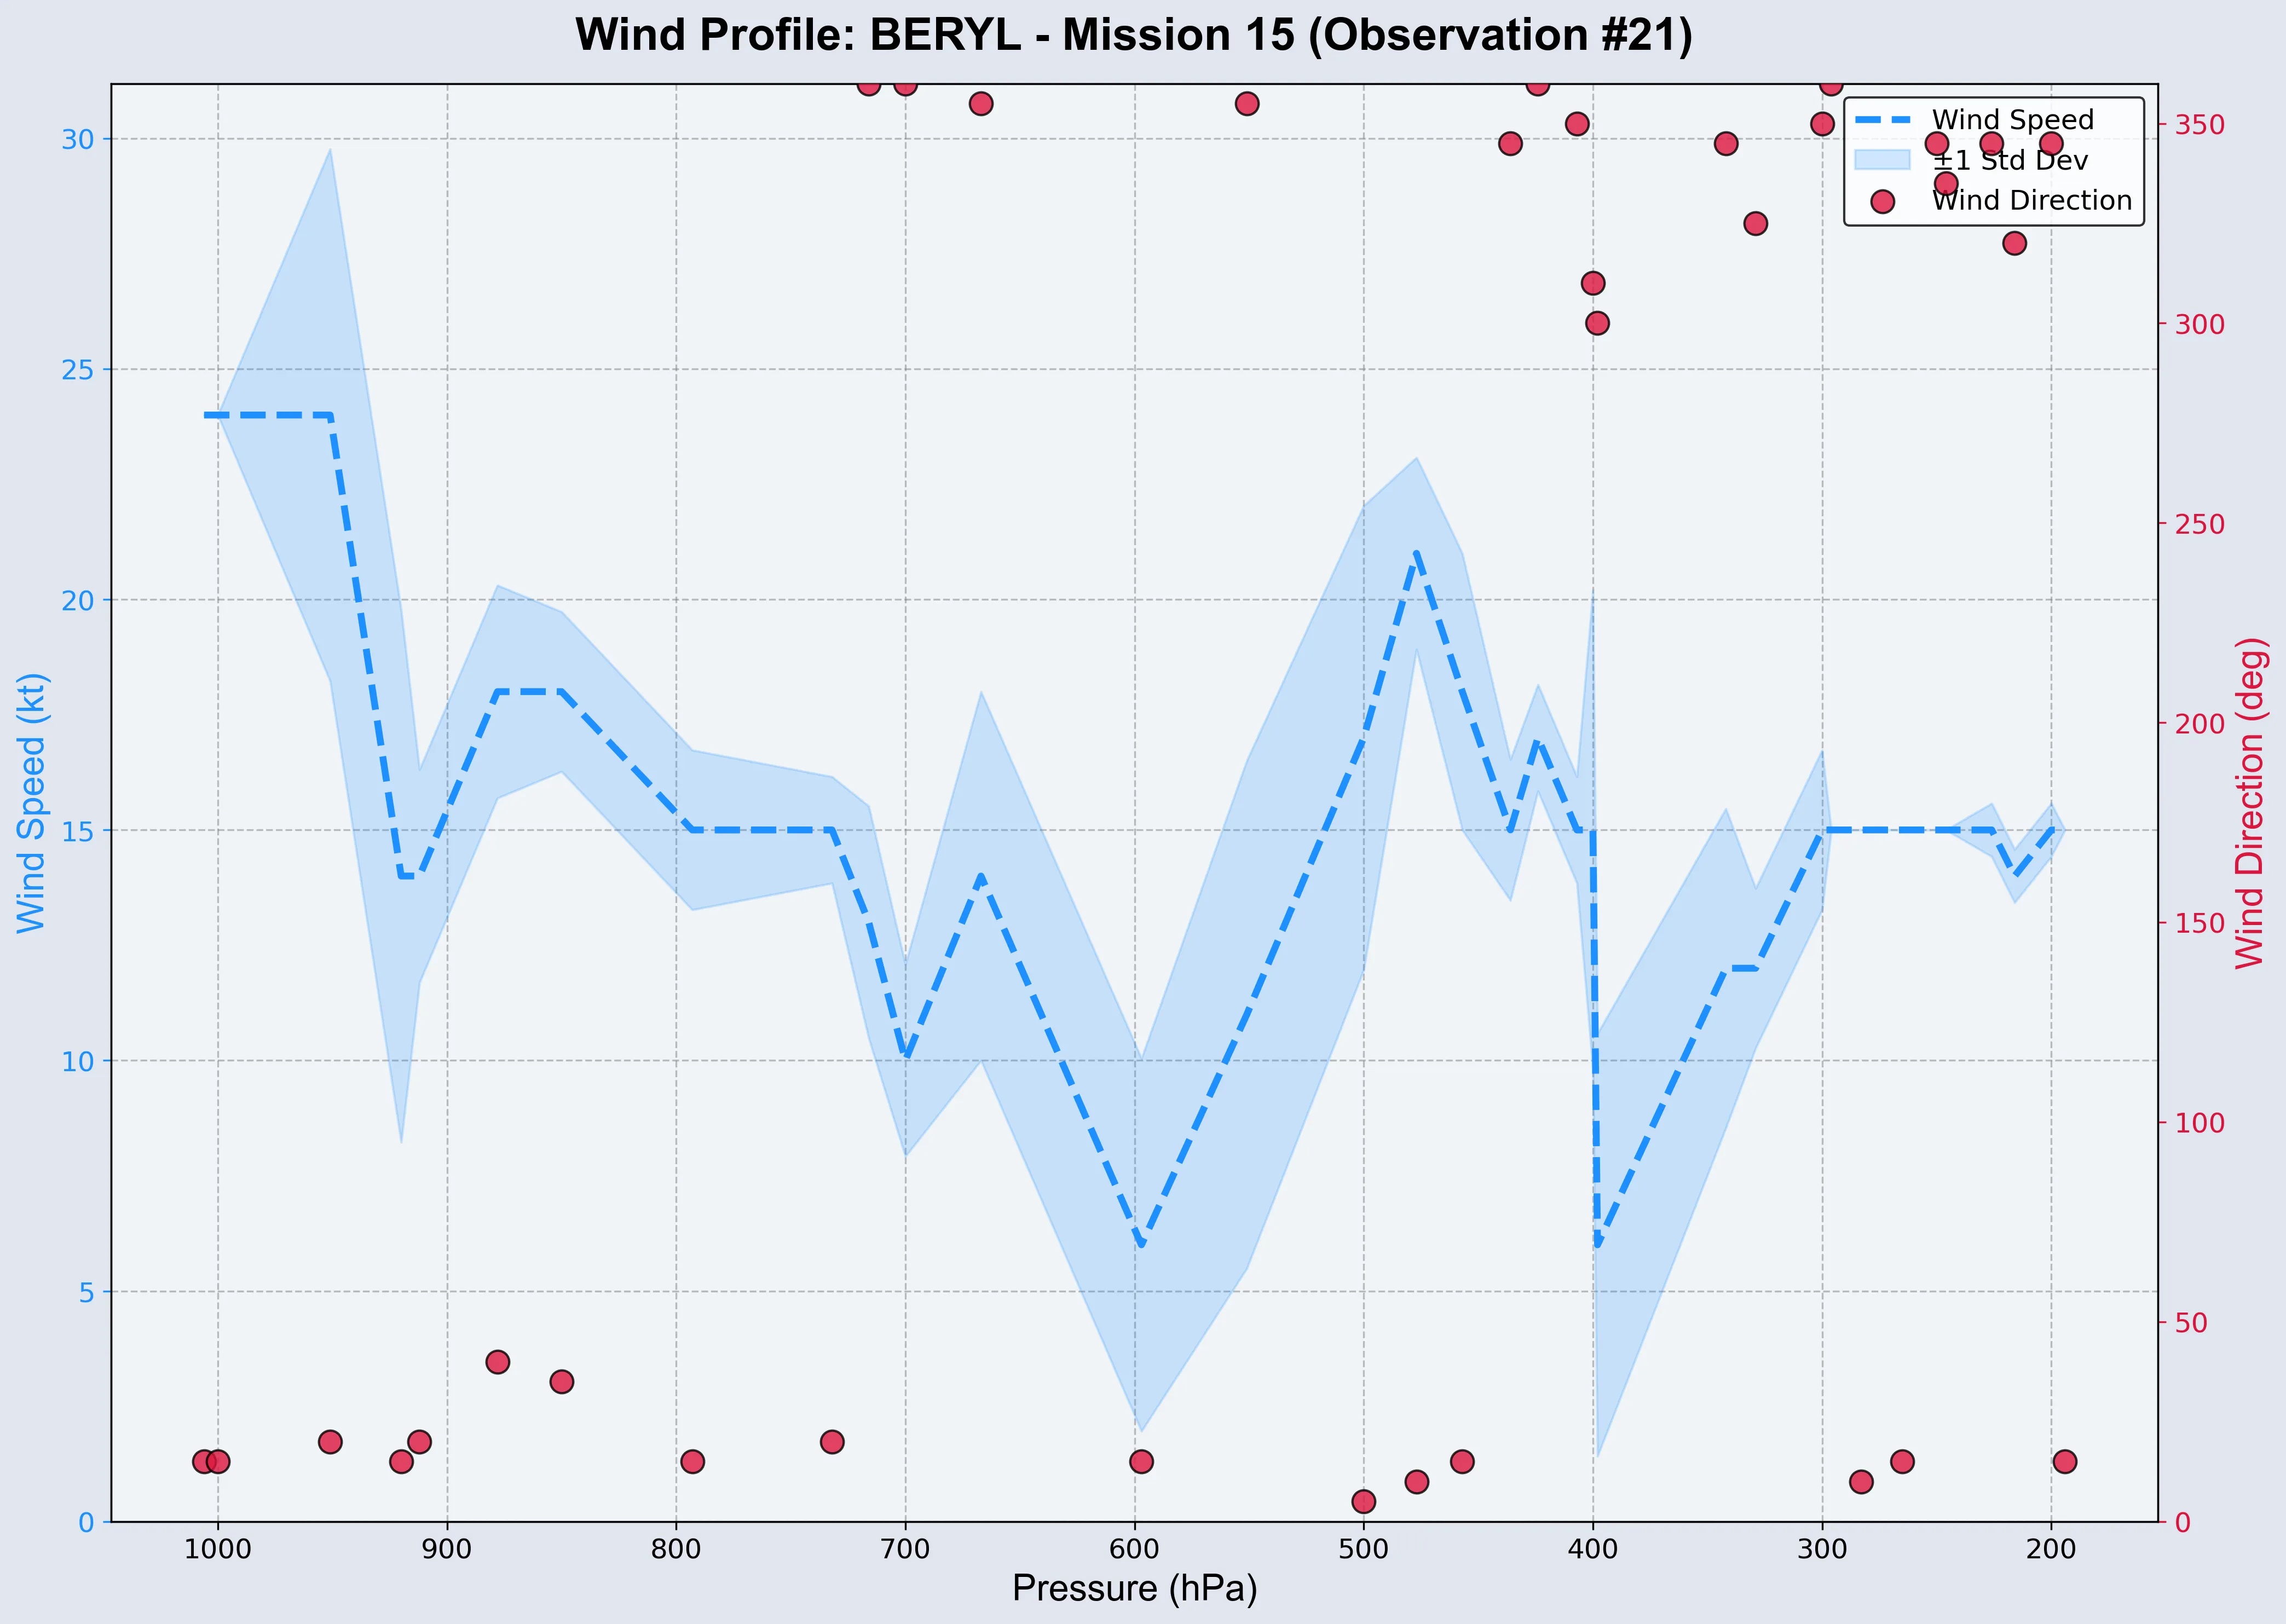 Wind Profile: BERYL - Mission 15 (Observation #21)
Wind Speed (kt)
30
25
20
15
10
5
0
Wind Speed
±1 Std Dev
Wind Direction
350
300
250
200
150
100
50
0
Wind Direction (deg)
1000 900 800 700 600 500 400 300 200
Pressure (hPa)